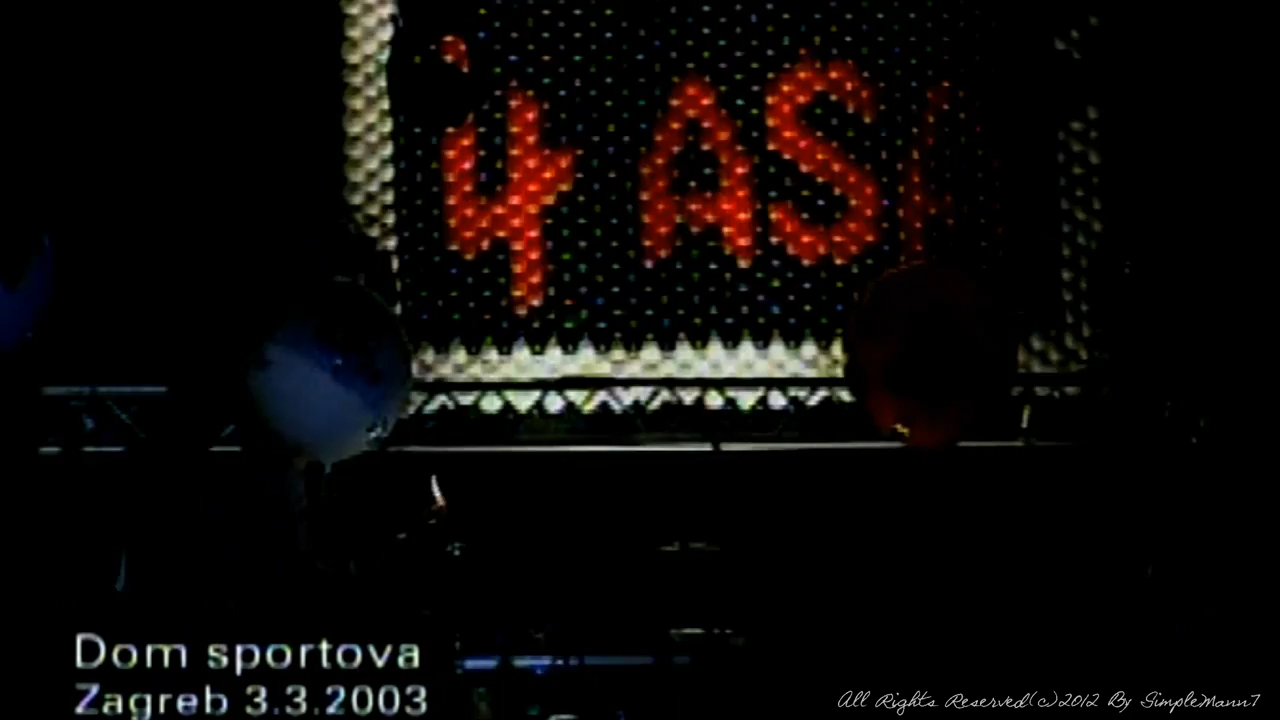 4 AS
Dom sportova
Zagreb 3.3.2003
All Rights Reserved(c)2012 By SimpleMann7